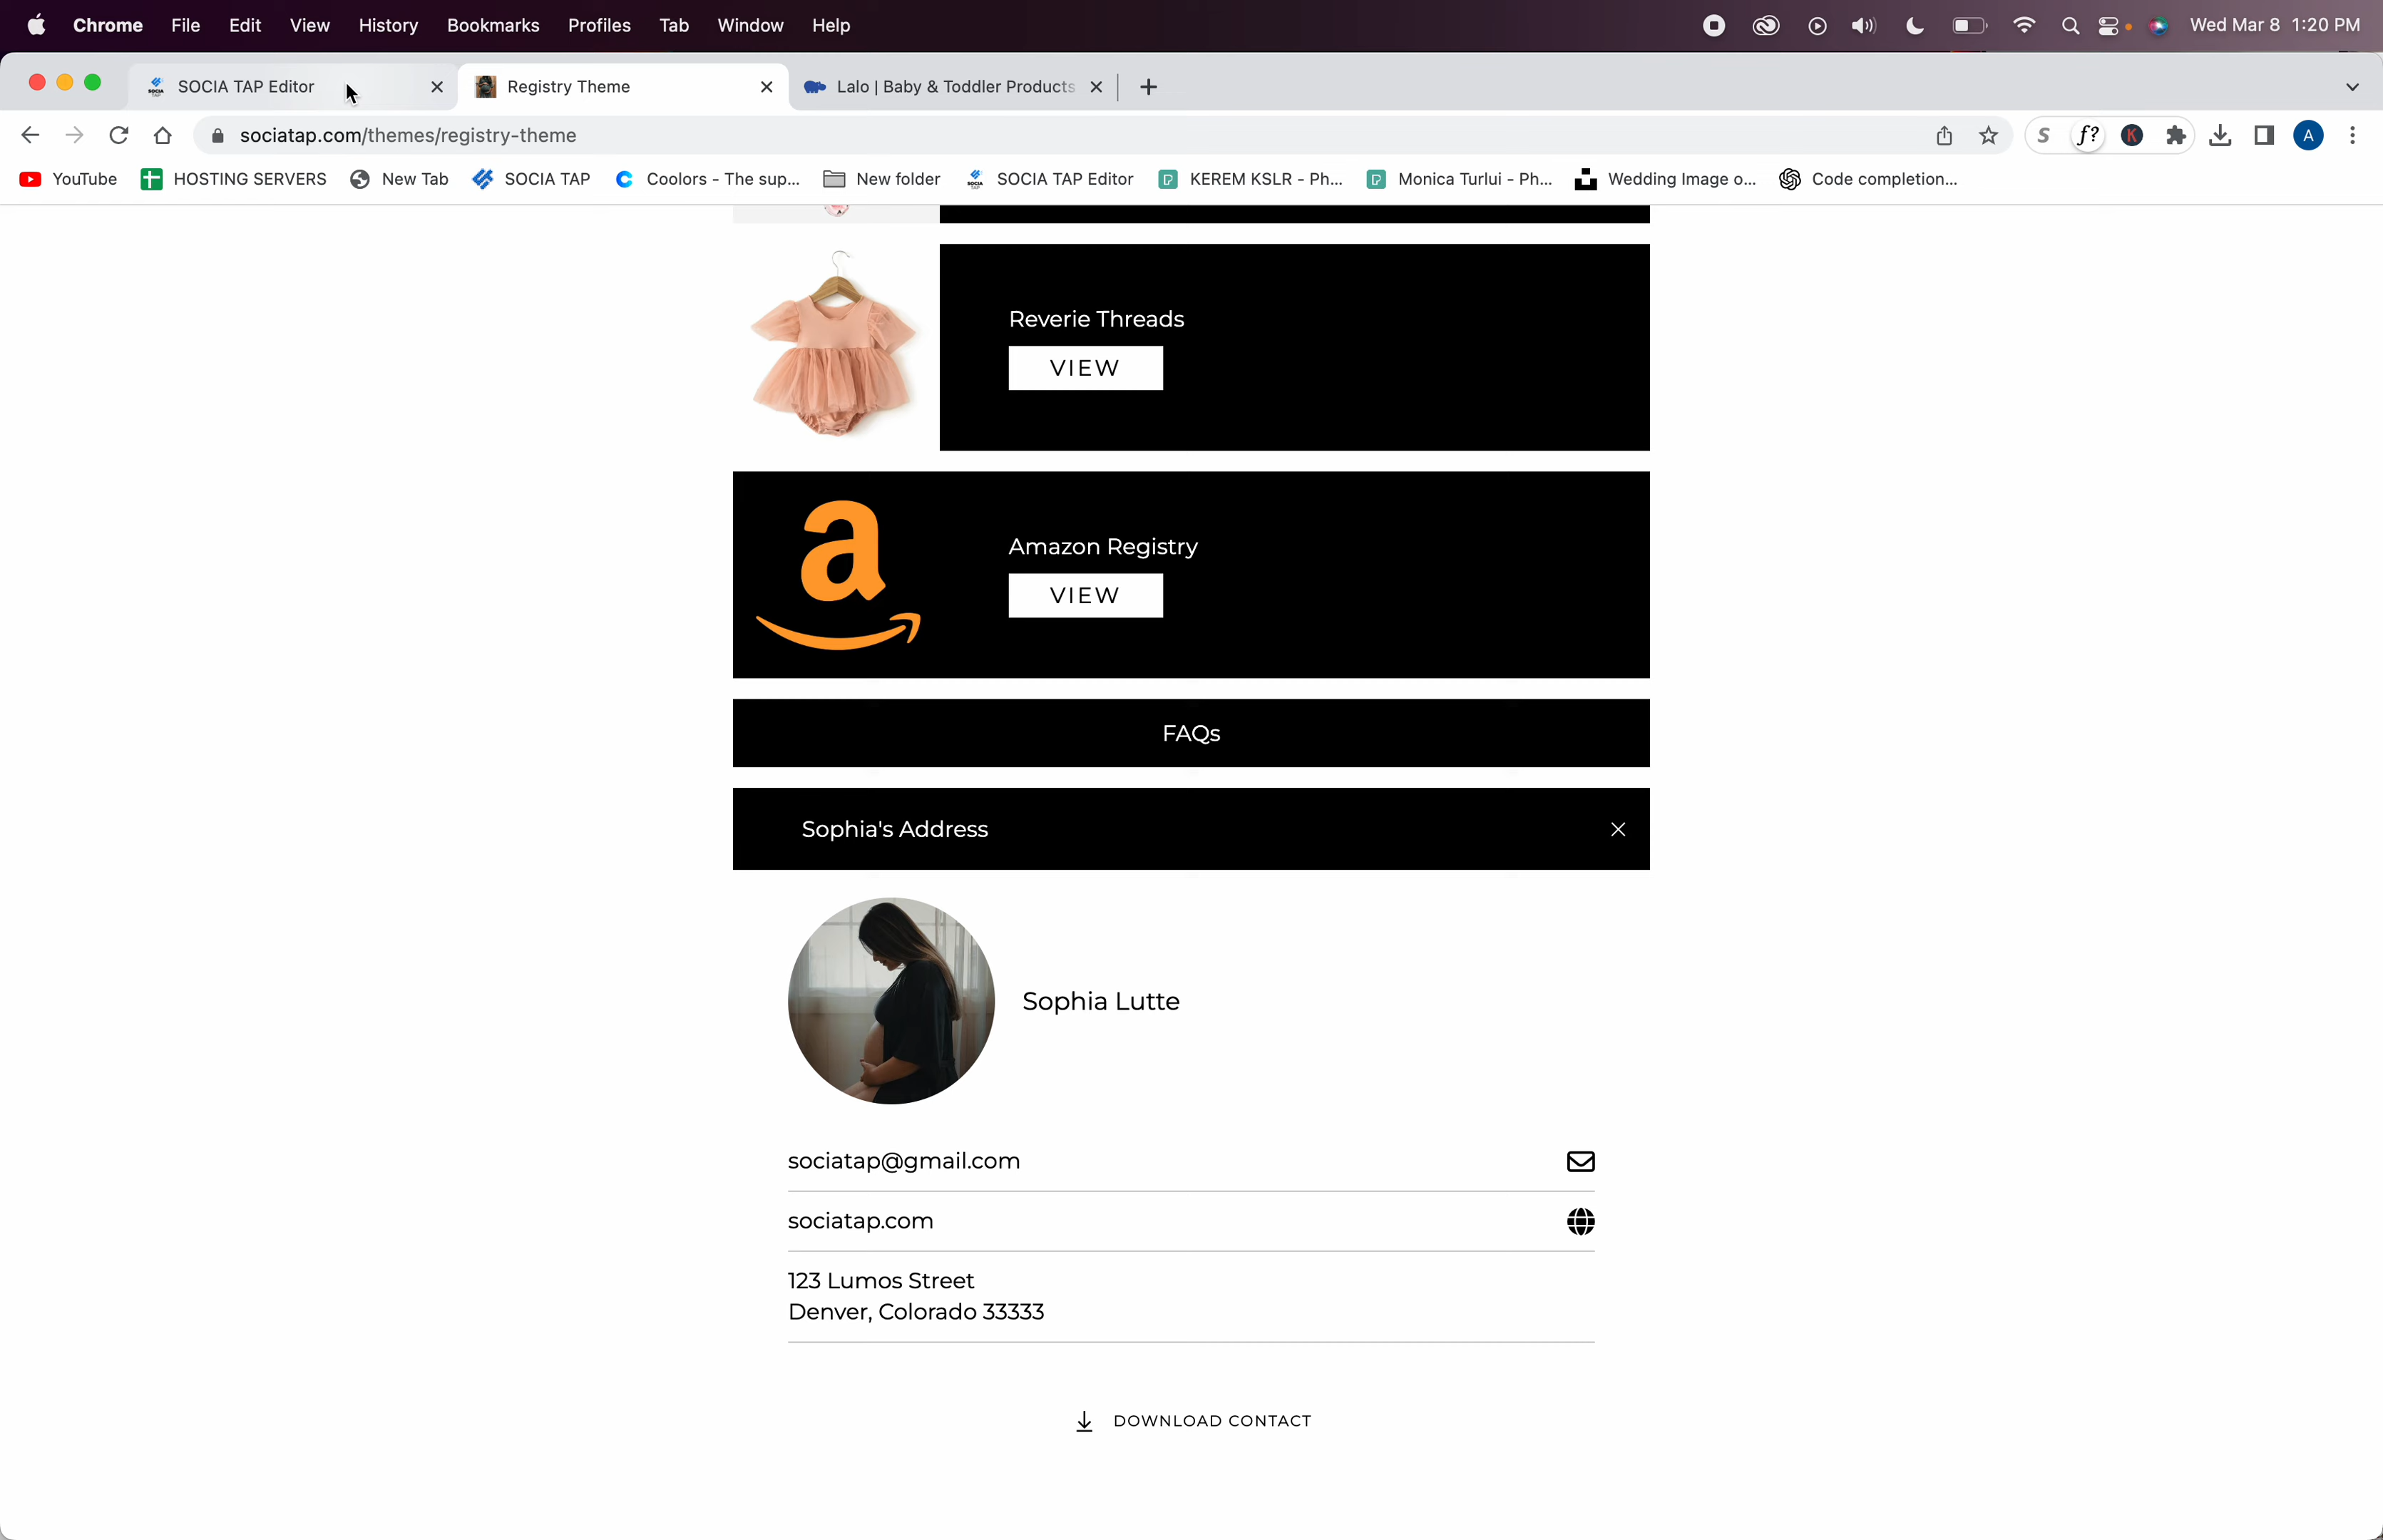 Chrome File Edit View History Bookmarks Profiles Tab Window Help Wed Mar 8 1:20 PM
SOCIA TAP Editor Registry Theme Lalo | Baby & Toddler Products
sociatap.com/themes/registry-theme
YouTube HOSTING SERVERS New Tab SOCIA TAP Coolors - The sup... New folder SOCIA TAP Editor KEREM KSLR - Ph... Monica Turlui - Ph... Wedding Image o... Code completion...
Reverie Threads
VIEW
Amazon Registry
VIEW
FAQs
Sophia's Address
Sophia Lutte
sociatap@gmail.com
sociatap.com
123 Lumos Street
Denver, Colorado 33333
DOWNLOAD CONTACT